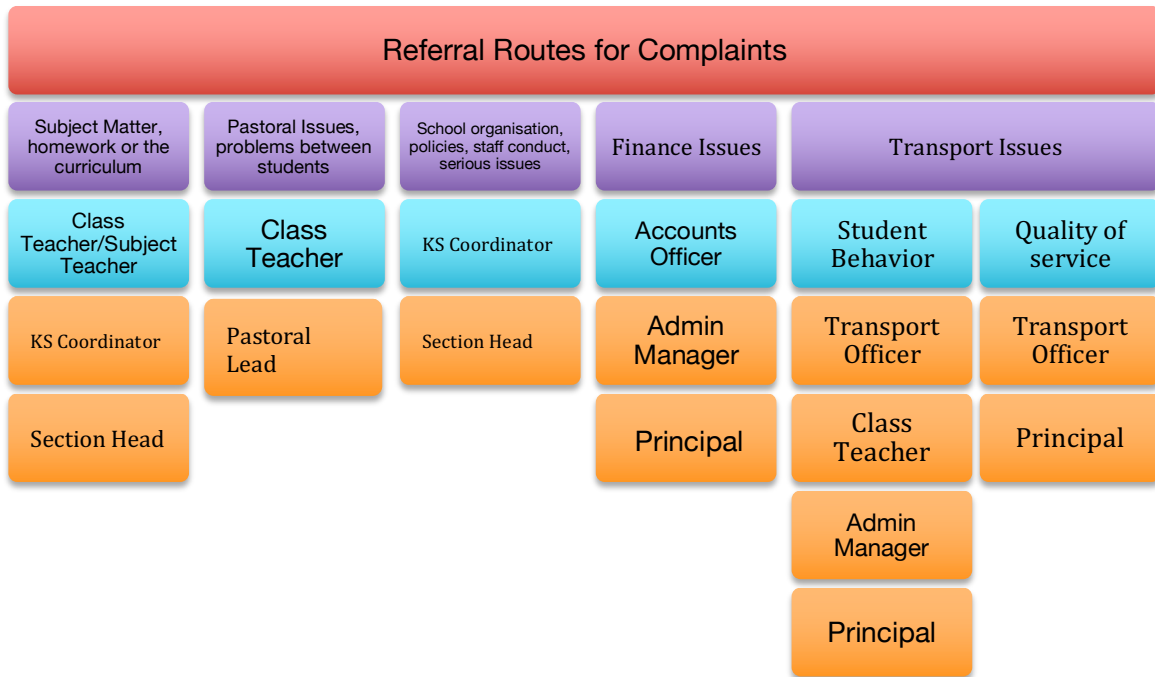 Referral Routes for Complaints
Subject Matter,
homework or the
curriculum
Pastoral Issues,
problems between
students
School organisation,
policies, staff conduct,
serious issues
Finance Issues
Transport Issues
Class
Teacher/Subject
Teacher
Class
Teacher
KS Coordinator
Accounts
Officer
Student
Behavior
Quality of
service
KS Coordinator
Pastoral
Lead
Section Head
Admin
Manager
Transport
Officer
Transport
Officer
Section Head
Principal
Class
Teacher
Principal
Admin
Manager
Principal